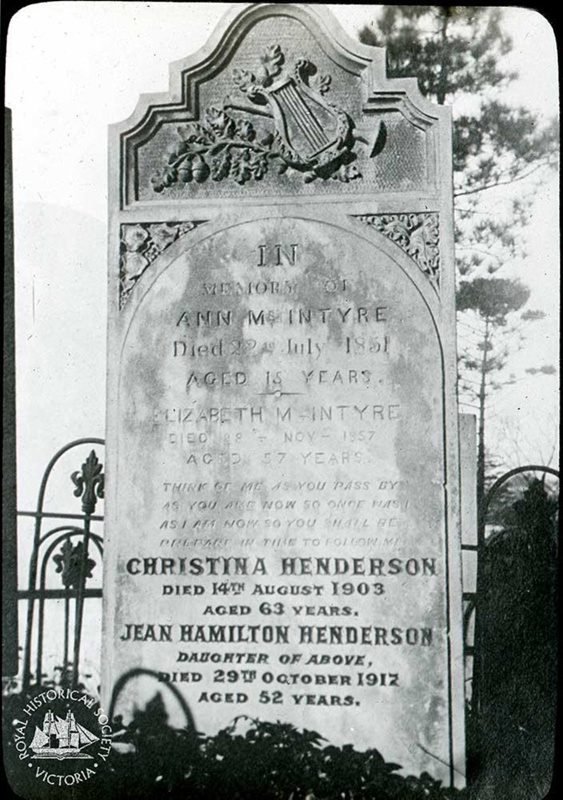 IN
MEMORY OF
ANN McINTYRE
Died 22nd July 1851
AGED 15 YEARS.
ELIZABETH McINTYRE
DIED 28TH NOV– 1857
AGED 57 YEARS.
THINK OF ME AS YOU PASS BY
AS YOU ARE NOW SO ONCE WAS I
AS I AM NOW SO YOU SHALL BE
PREPARE IN TIME TO FOLLOW ME
CHRISTINA HENDERSON
DIED 14TH AUGUST 1903
AGED 63 YEARS.
JEAN HAMILTON HENDERSON
DAUGHTER OF ABOVE,
DIED 29TH OCTOBER 1917
AGED 52 YEARS.
ROYAL HISTORICAL SOCIETY
• VICTORIA •